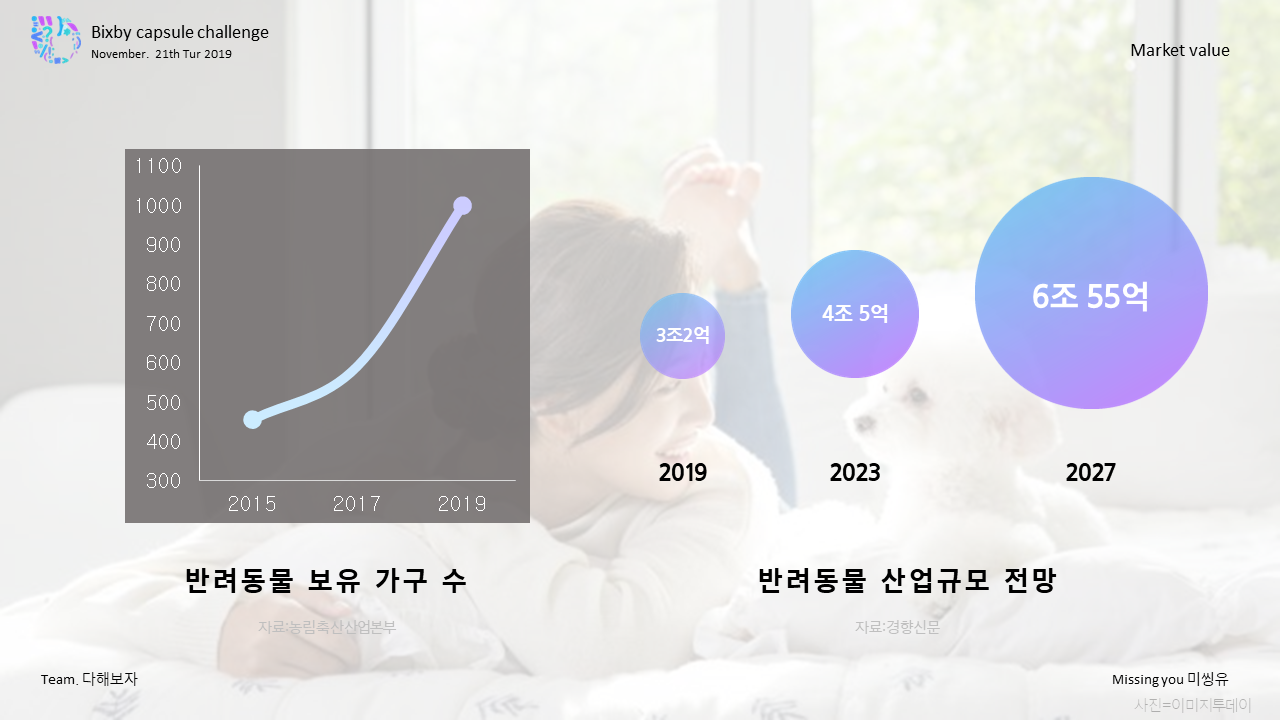 Bixby capsule challenge
November. 21th Tur 2019
Market value
1100
1000
900
800
700
600
500
400
300
2015 2017 2019
반려동물 보유 가구 수
자료:농림축산산업본부
3조2억
4조 5억
6조 55억
2019
2023
2027
반려동물 산업규모 전망
자료:경향신문
Team. 다해보자
Missing you 미씽유
사진=이미지투데이